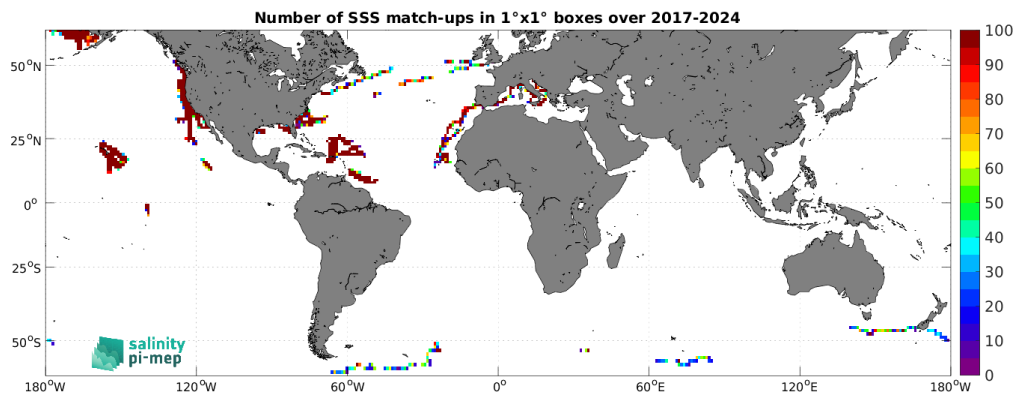 Number of SSS match-ups in 1°x1° boxes over 2017-2024
50°N
25°N
0°
25°S
50°S
180°W
120°W
60°W
0°
60°E
120°E
180°W
100
90
80
70
60
50
40
30
20
10
0
salinity
pi-mep